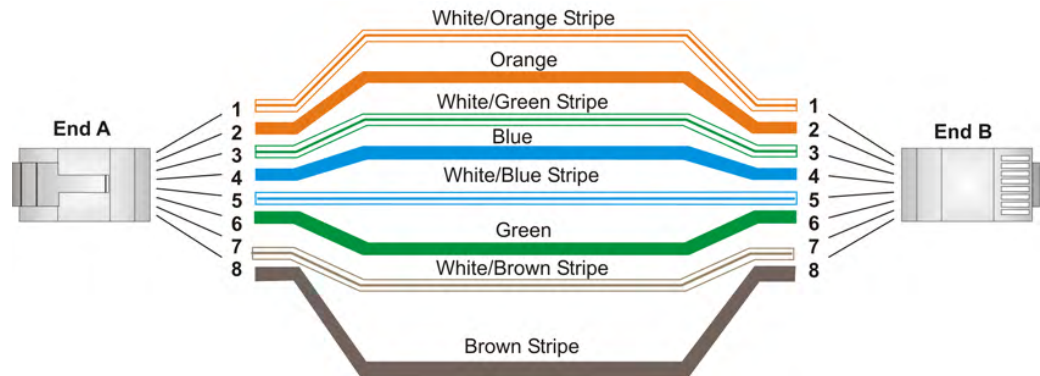 White/Orange Stripe
Orange
White/Green Stripe
Blue
White/Blue Stripe
Green
White/Brown Stripe
Brown Stripe
End A
1
2
3
4
5
6
7
8
End B
1
2
3
4
5
6
7
8